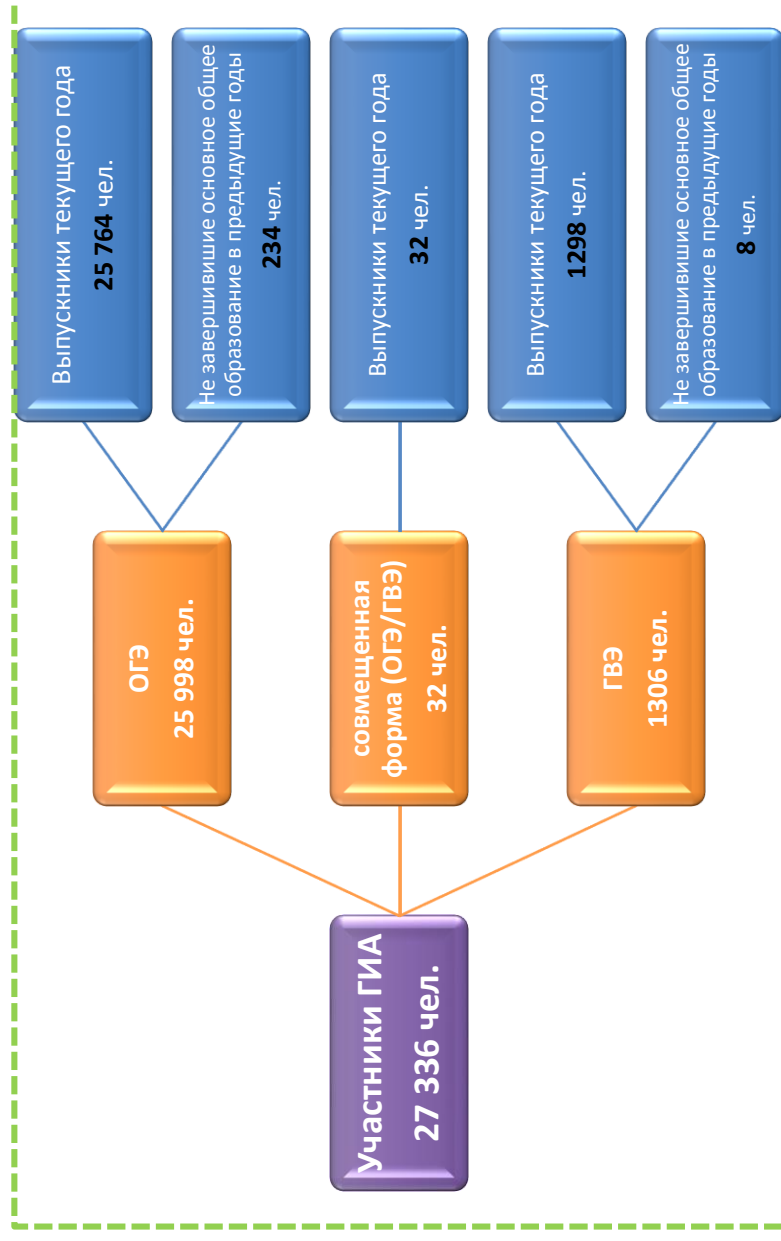 Участники ГИА
27 336 чел.
ОГЭ
25 998 чел.
Выпускники текущего года
25 764 чел.
Не завершившие основное общее
образование в предыдущие годы
234 чел.
совмещенная
форма (ОГЭ/ГВЭ)
32 чел.
Выпускники текущего года
32 чел.
ГВЭ
1306 чел.
Выпускники текущего года
1298 чел.
Не завершившие основное общее
образование в предыдущие годы
8 чел.